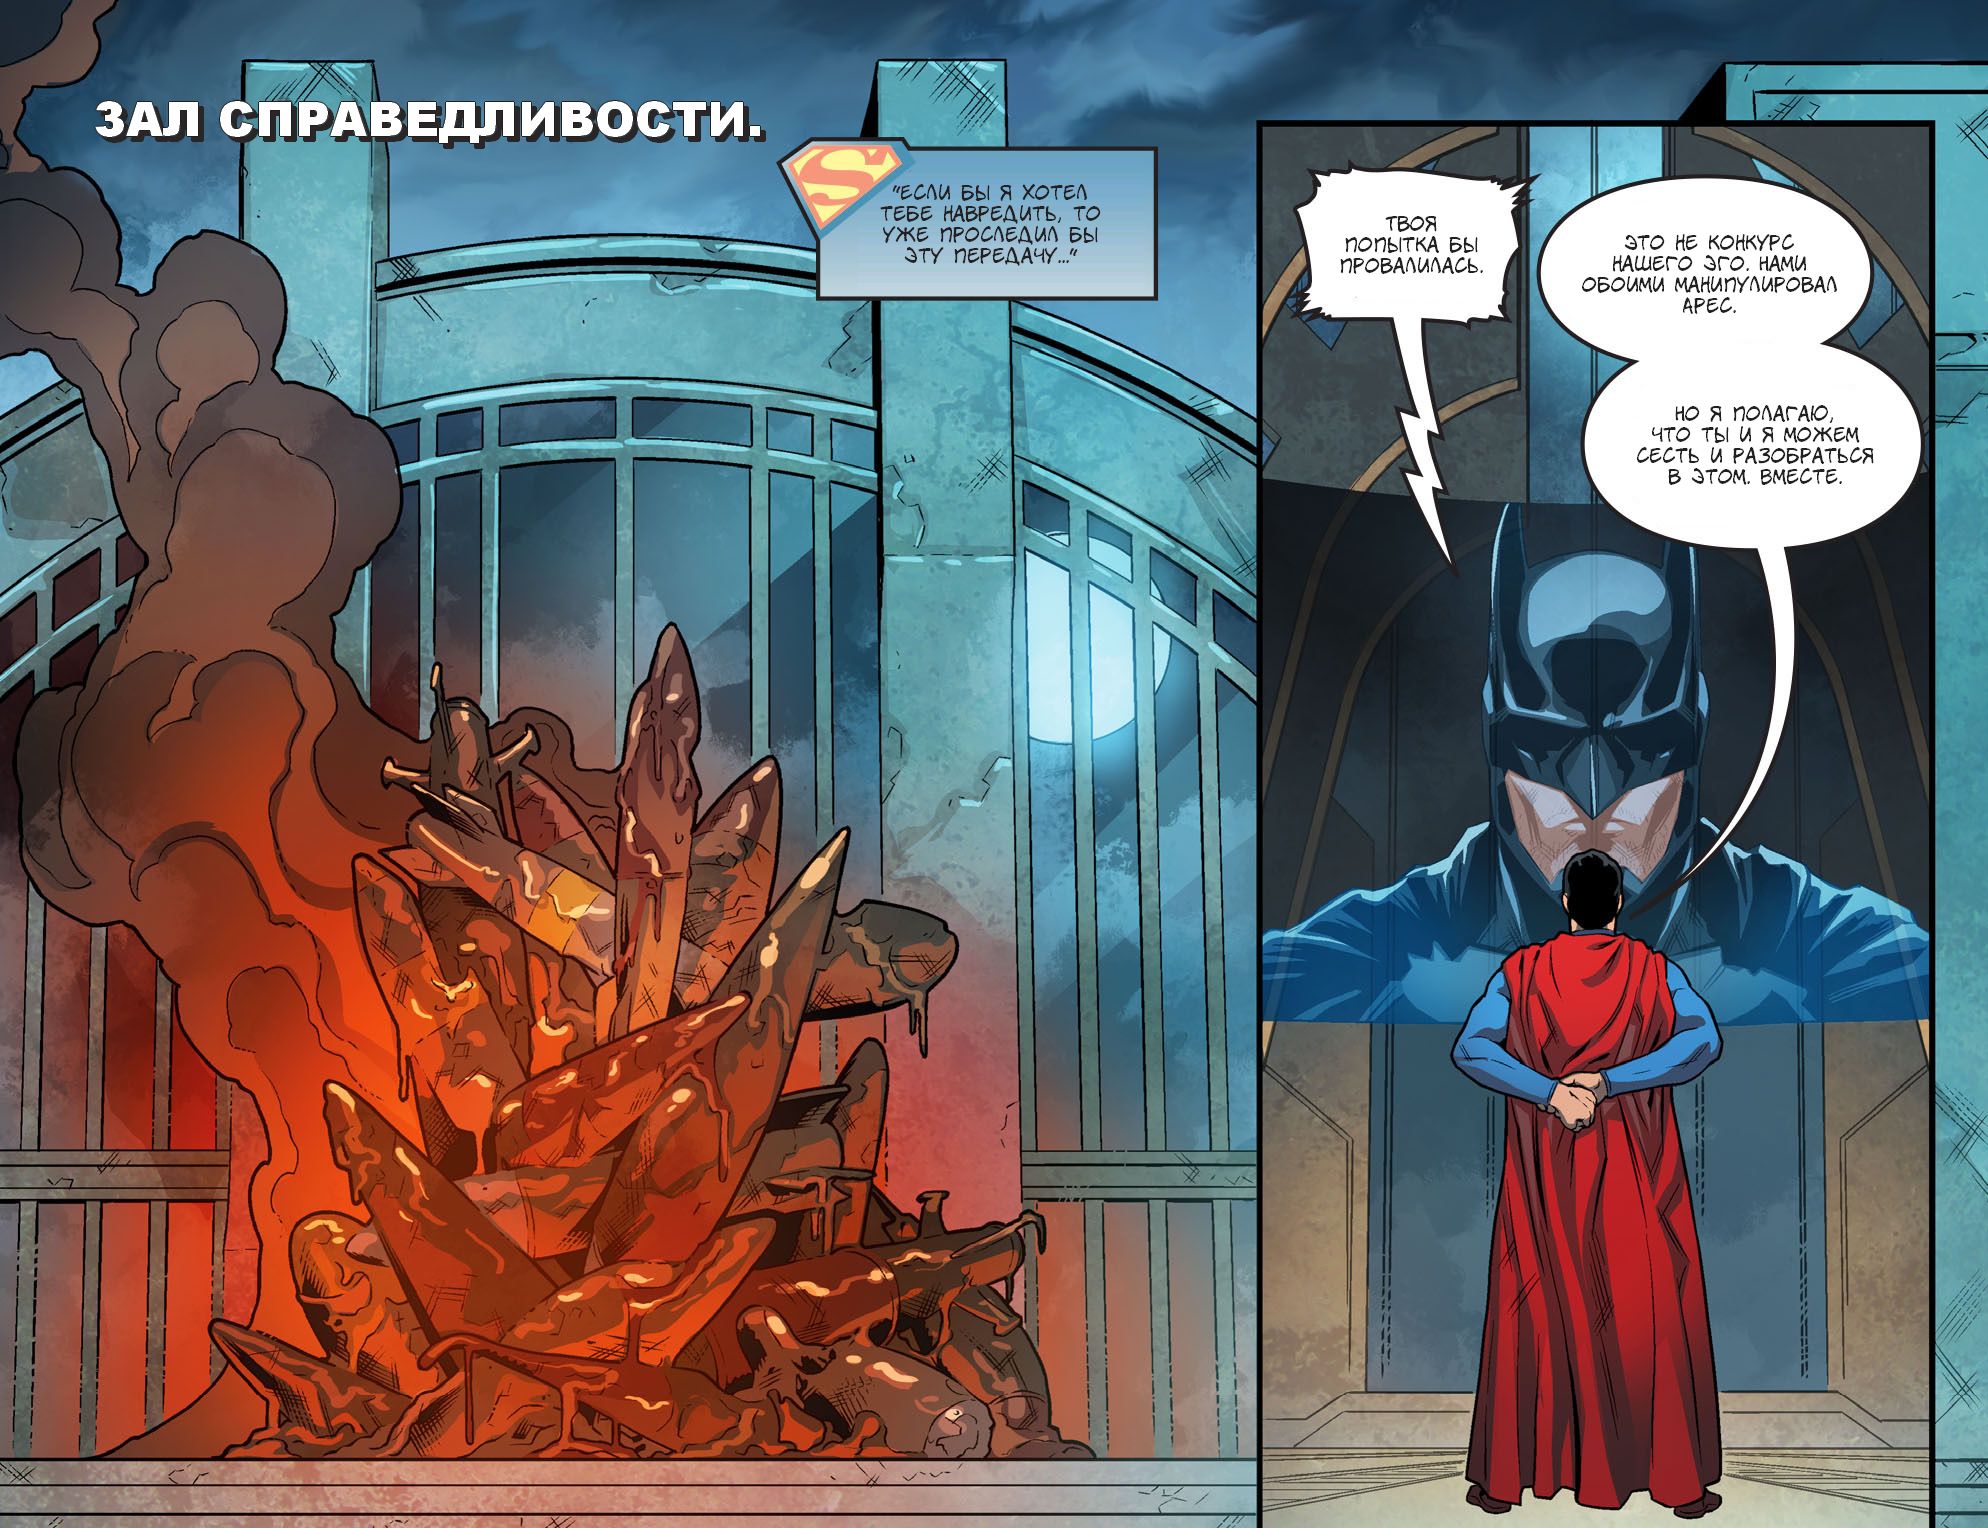 ЗАЛ СПРАВЕДЛИВОСТИ.
"ЕСЛИ БЫ Я ХОТЕЛ
ТЕБЕ НАВРЕДИТЬ, ТО
УЖЕ ПРОСЛЕДИЛ БЫ
ЭТУ ПЕРЕДАЧУ..."
ТВОЯ
ПОПЫТКА БЫ
ПРОВАЛИЛАСЬ.
ЭТО НЕ КОНКУРС
НАШЕГО ЭГО. НАМИ
ОБОИМИ МАНИПУЛИРОВАЛ
АРЕС.
НО Я ПОЛАГАЮ,
ЧТО ТЫ И Я МОЖЕМ
СЕСТЬ И РАЗОБРАТЬСЯ
В ЭТОМ. ВМЕСТЕ.